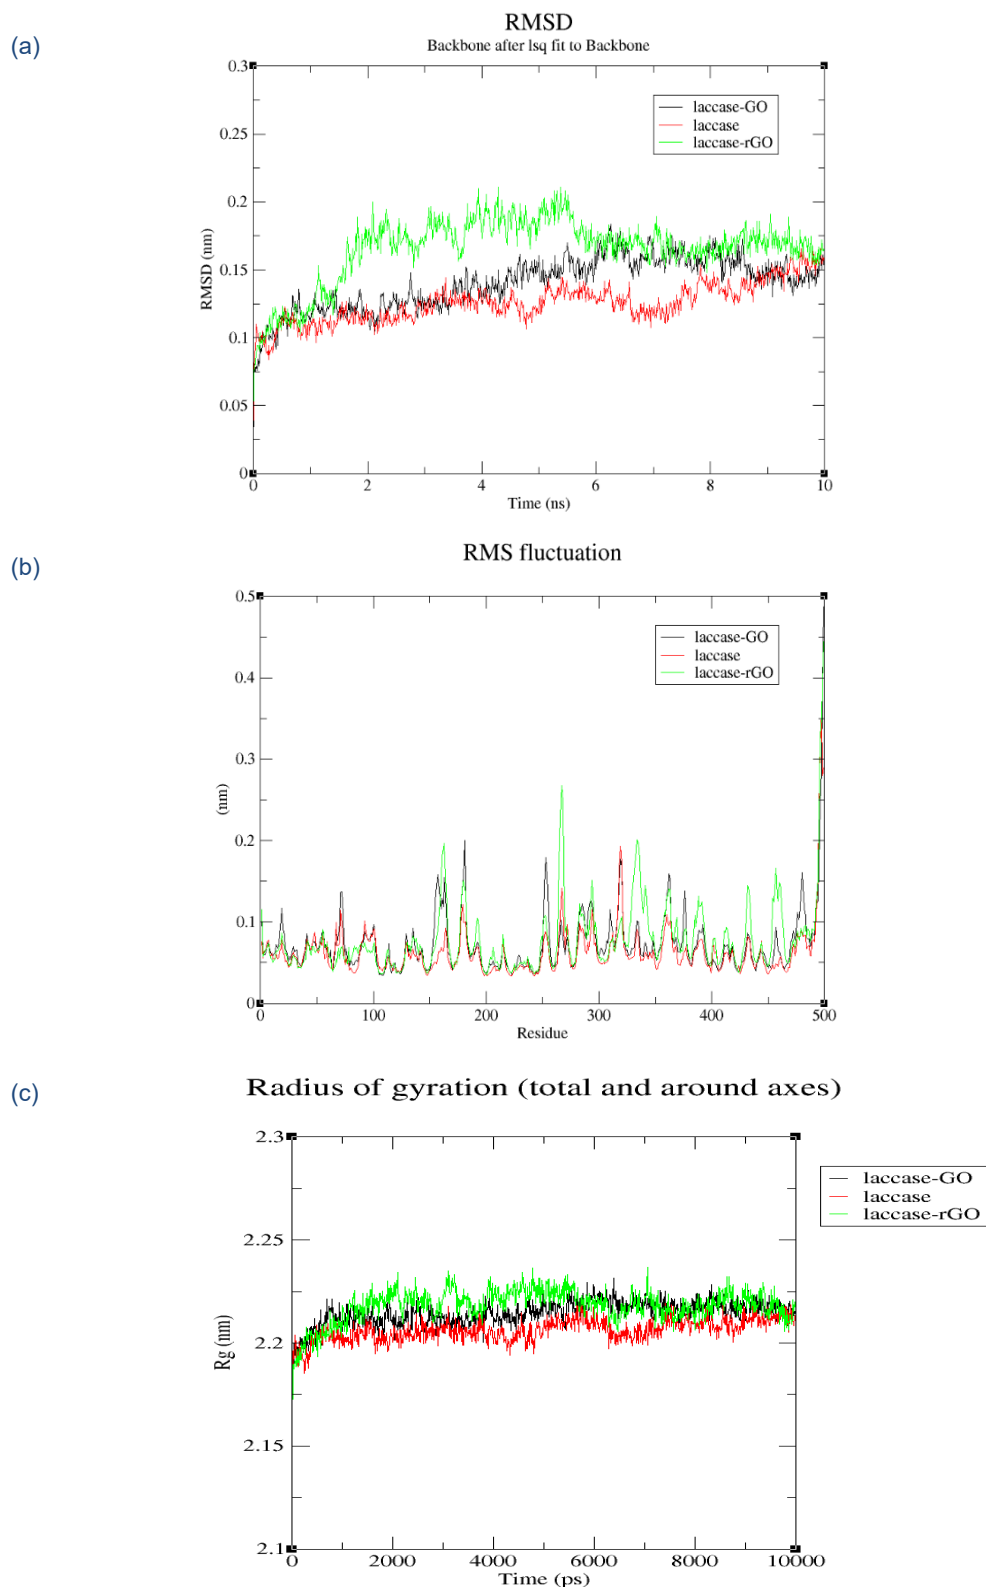 (a)
RMSD
Backbone after lsq fit to Backbone
0.3
0.25
0.2
0.15
0.1
0.05
0
RMSD (nm)
laccase-GO
laccase
laccase-rGO
0 2 4 6 8 10
Time (ns)
(b)
RMS fluctuation
0.5
0.4
0.3
0.2
0.1
0
(nm)
laccase-GO
laccase
laccase-rGO
0 100 200 300 400 500
Residue
(c)
Radius of gyration (total and around axes)
2.3
2.25
2.2
2.15
2.1
Rg (nm)
laccase-GO
laccase
laccase-rGO
0 2000 4000 6000 8000 10000
Time (ps)